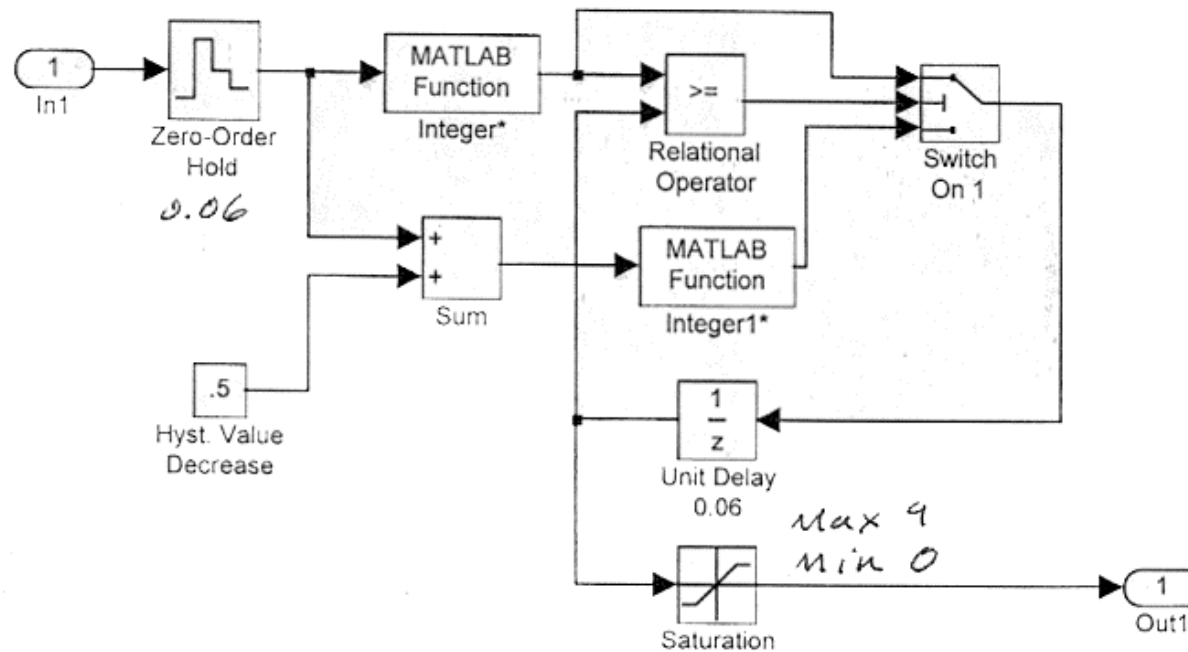 1
In1
Zero-Order
Hold
0.06
MATLAB
Function
Integer*
>=
Relational
Operator
Switch
On 1
+
+
Sum
MATLAB
Function
Integer1*
.5
Hyst. Value
Decrease
1
z
Unit Delay
0.06
Max 9
Min 0
Saturation
1
Out1